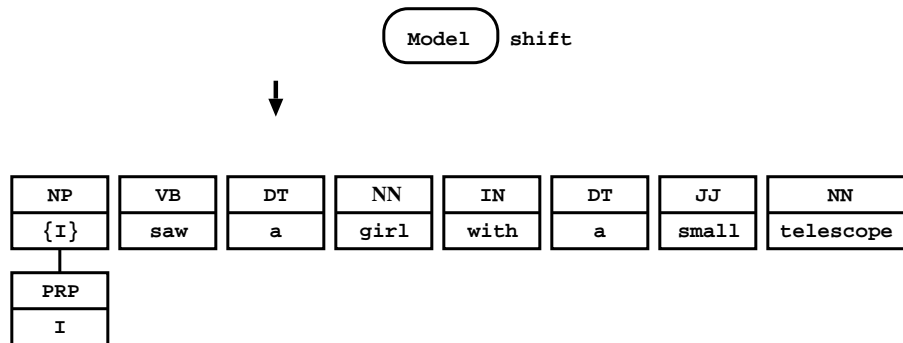 Model shift
NP VB DT NN IN DT JJ NN
{I} saw a girl with a small telescope
PRP
I